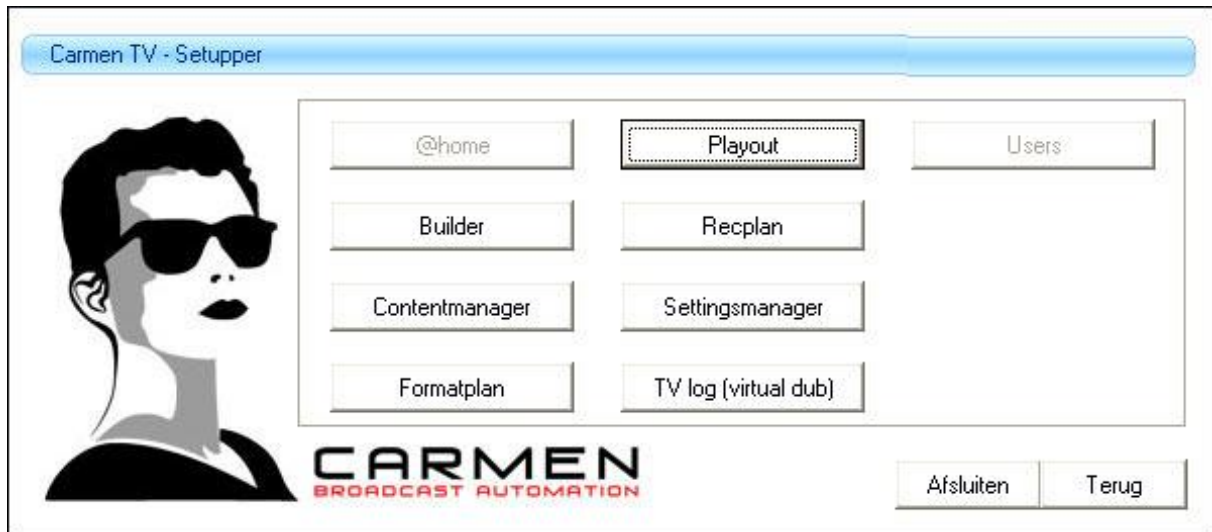 Carmen TV - Setupper
@home
Playout
Users
Builder
Recplan
Contentmanager
Settingsmanager
Formatplan
TV log (virtual dub)
CARMEN
BROADCAST AUTOMATION
Afsluiten
Terug